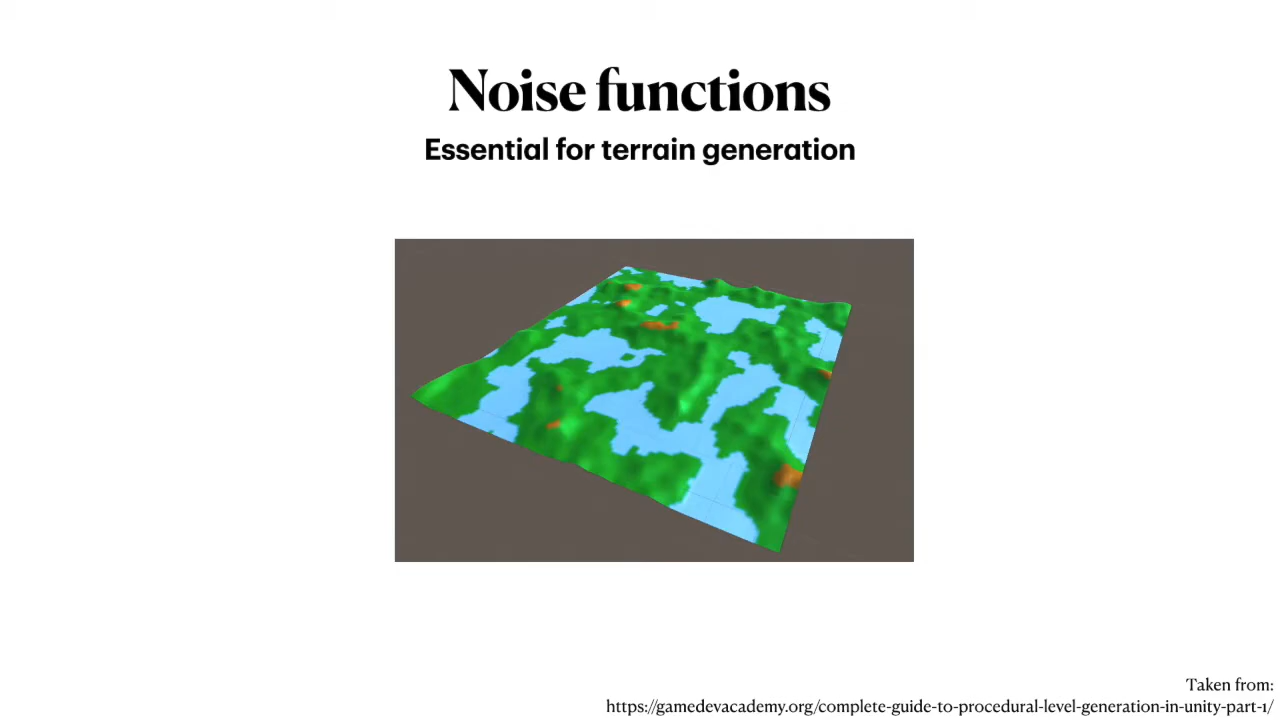 Noise functions
Essential for terrain generation
Taken from:
https://gamedevacademy.org/complete-guide-to-procedural-level-generation-in-unity-part-1/